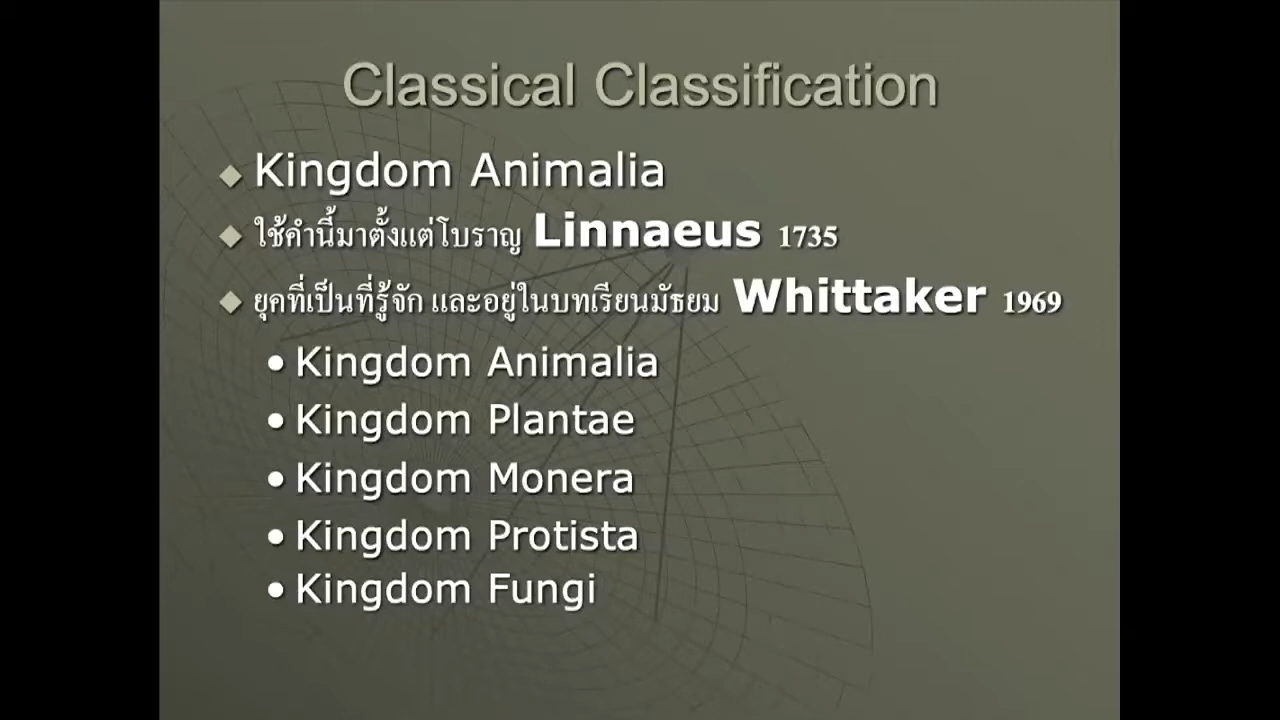 Classical Classification
Kingdom Animalia
ใช้คำนี้มาตั้งแต่โบราญ Linnaeus 1735
ยุคที่เป็นที่รู้จัก และอยู่ในบทเรียนมัธยม Whittaker 1969
Kingdom Animalia
Kingdom Plantae
Kingdom Monera
Kingdom Protista
Kingdom Fungi